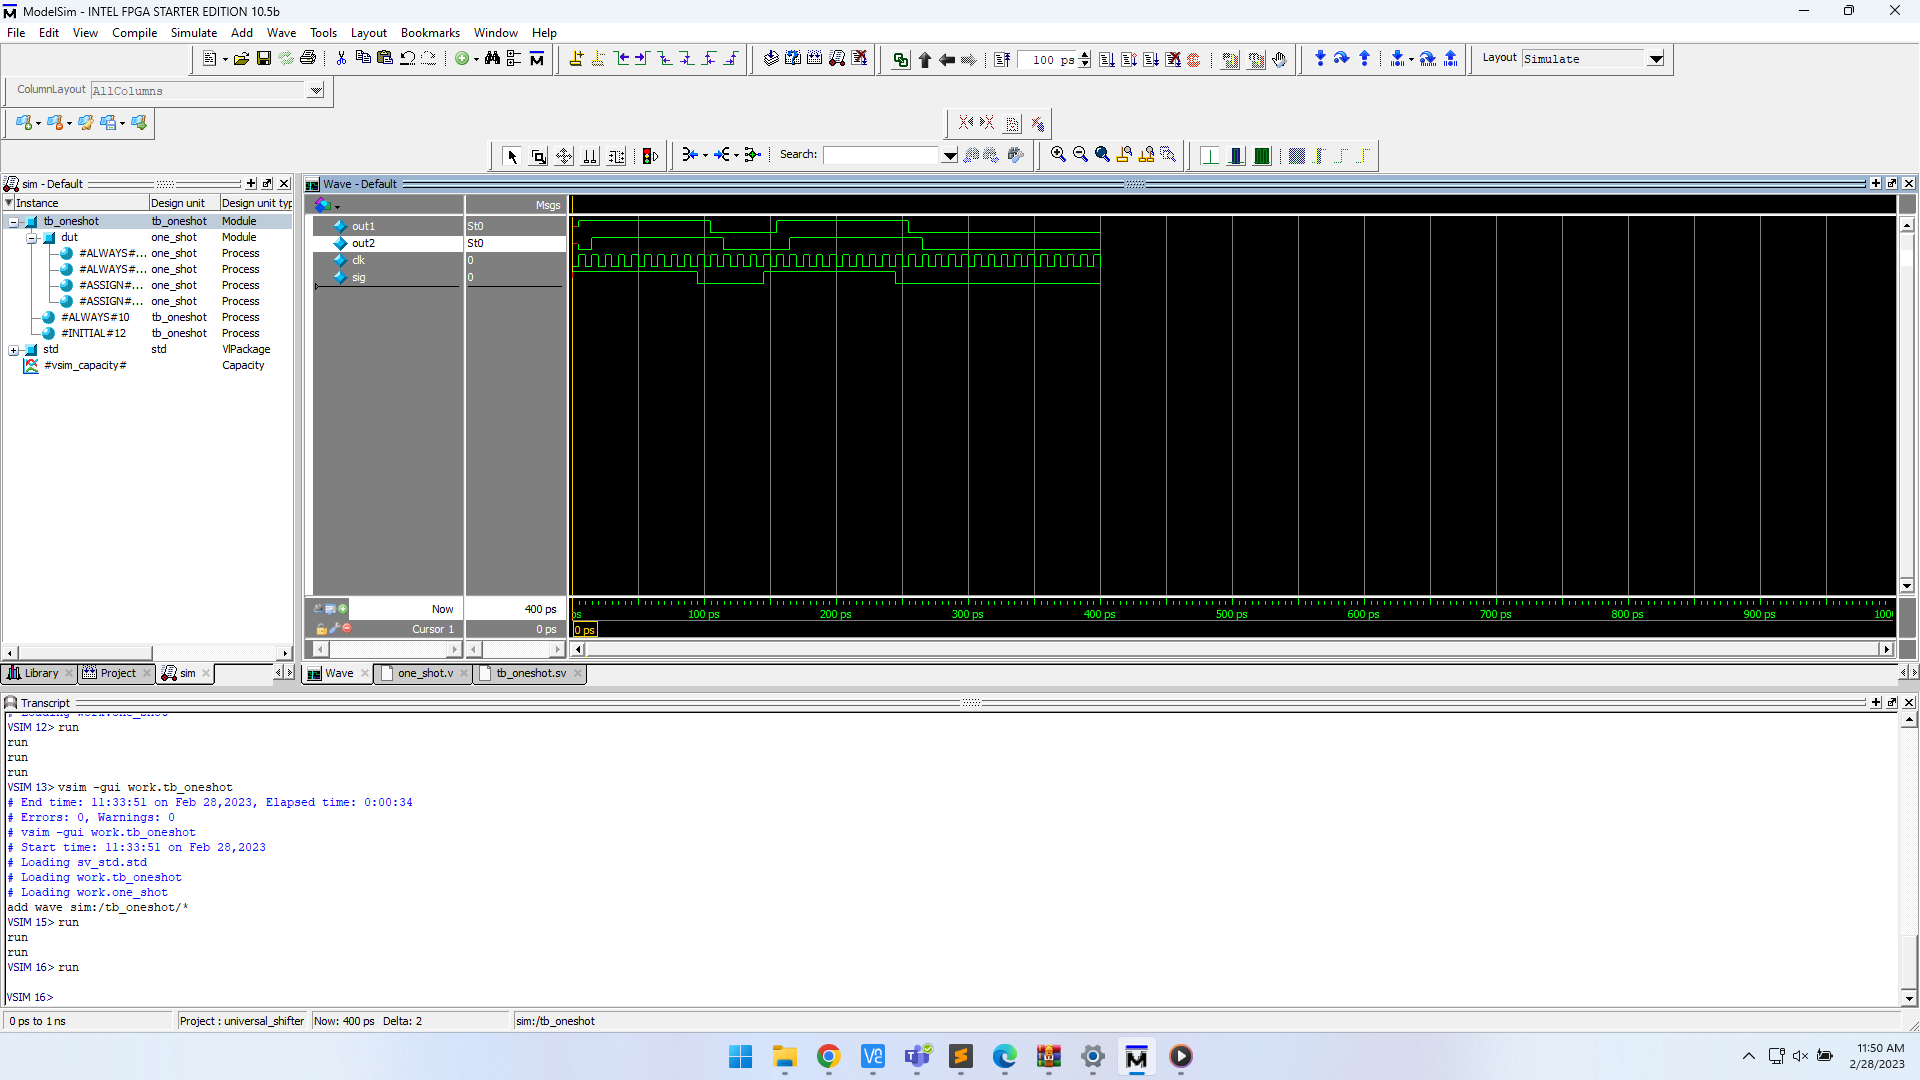 ModelSim - INTEL FPGA STARTER EDITION 10.5b
File Edit View Compile Simulate Add Wave Tools Layout Bookmarks Window Help
100 ps
Layout Simulate
ColumnLayout AllColumns
Search:
sim - Default
Instance Design unit Design unit typ
tb_oneshot tb_oneshot Module
dut one_shot Module
#ALWAYS#... one_shot Process
#ALWAYS#... one_shot Process
#ASSIGN#... one_shot Process
#ASSIGN#... one_shot Process
#ALWAYS#10 tb_oneshot Process
#INITIAL#12 tb_oneshot Process
std std VlPackage
#vsim_capacity# Capacity
Wave - Default
Msgs
out1 St0
out2 St0
clk 0
sig 0
Now 400 ps
Cursor 1 0 ps
ps 100 ps 200 ps 300 ps 400 ps 500 ps 600 ps 700 ps 800 ps 900 ps 100
0 ps
Library Project sim
Wave one_shot.v tb_oneshot.sv
Transcript
# Loading work.one_shot
VSIM 12> run
run
run
run
VSIM 13> vsim -gui work.tb_oneshot
# End time: 11:33:51 on Feb 28,2023, Elapsed time: 0:00:34
# Errors: 0, Warnings: 0
# vsim -gui work.tb_oneshot
# Start time: 11:33:51 on Feb 28,2023
# Loading sv_std.std
# Loading work.tb_oneshot
# Loading work.one_shot
add wave sim:/tb_oneshot/*
VSIM 15> run
run
run
VSIM 16> run
VSIM 16>
0 ps to 1 ns Project : universal_shifter Now: 400 ps Delta: 2 sim:/tb_oneshot
11:50 AM
2/28/2023